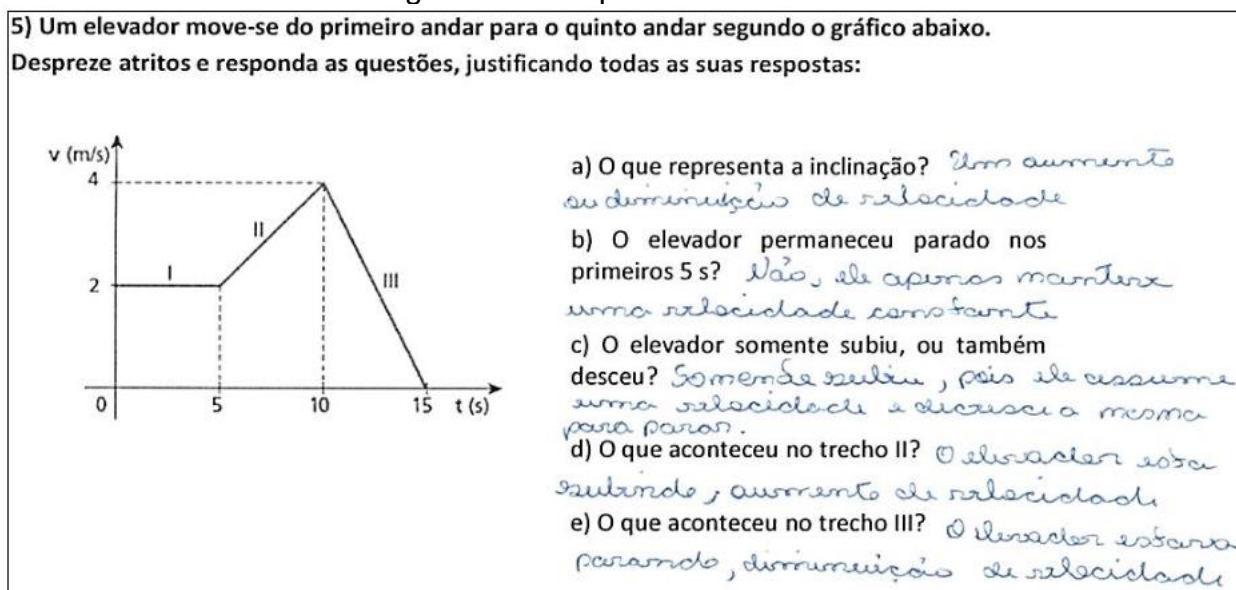 5) Um elevador move-se do primeiro andar para o quinto andar segundo o gráfico abaixo.
Despreze atritos e responda as questões, justificando todas as suas respostas:
v (m/s)
4
2
I
II
III
0 5 10 15 t (s)
a) O que representa a inclinação? Um aumento
ou diminuição de velocidade
b) O elevador permaneceu parado nos
primeiros 5 s? Não, ele apenas manteve
uma velocidade constante
c) O elevador somente subiu, ou também
desceu? Somente subiu, pois ele assume
uma velocidade e decresce a mesma
para parar.
d) O que aconteceu no trecho II? O elevador esta
subindo, aumento de velocidade
e) O que aconteceu no trecho III? O elevador estava
parando, diminuição de velocidade